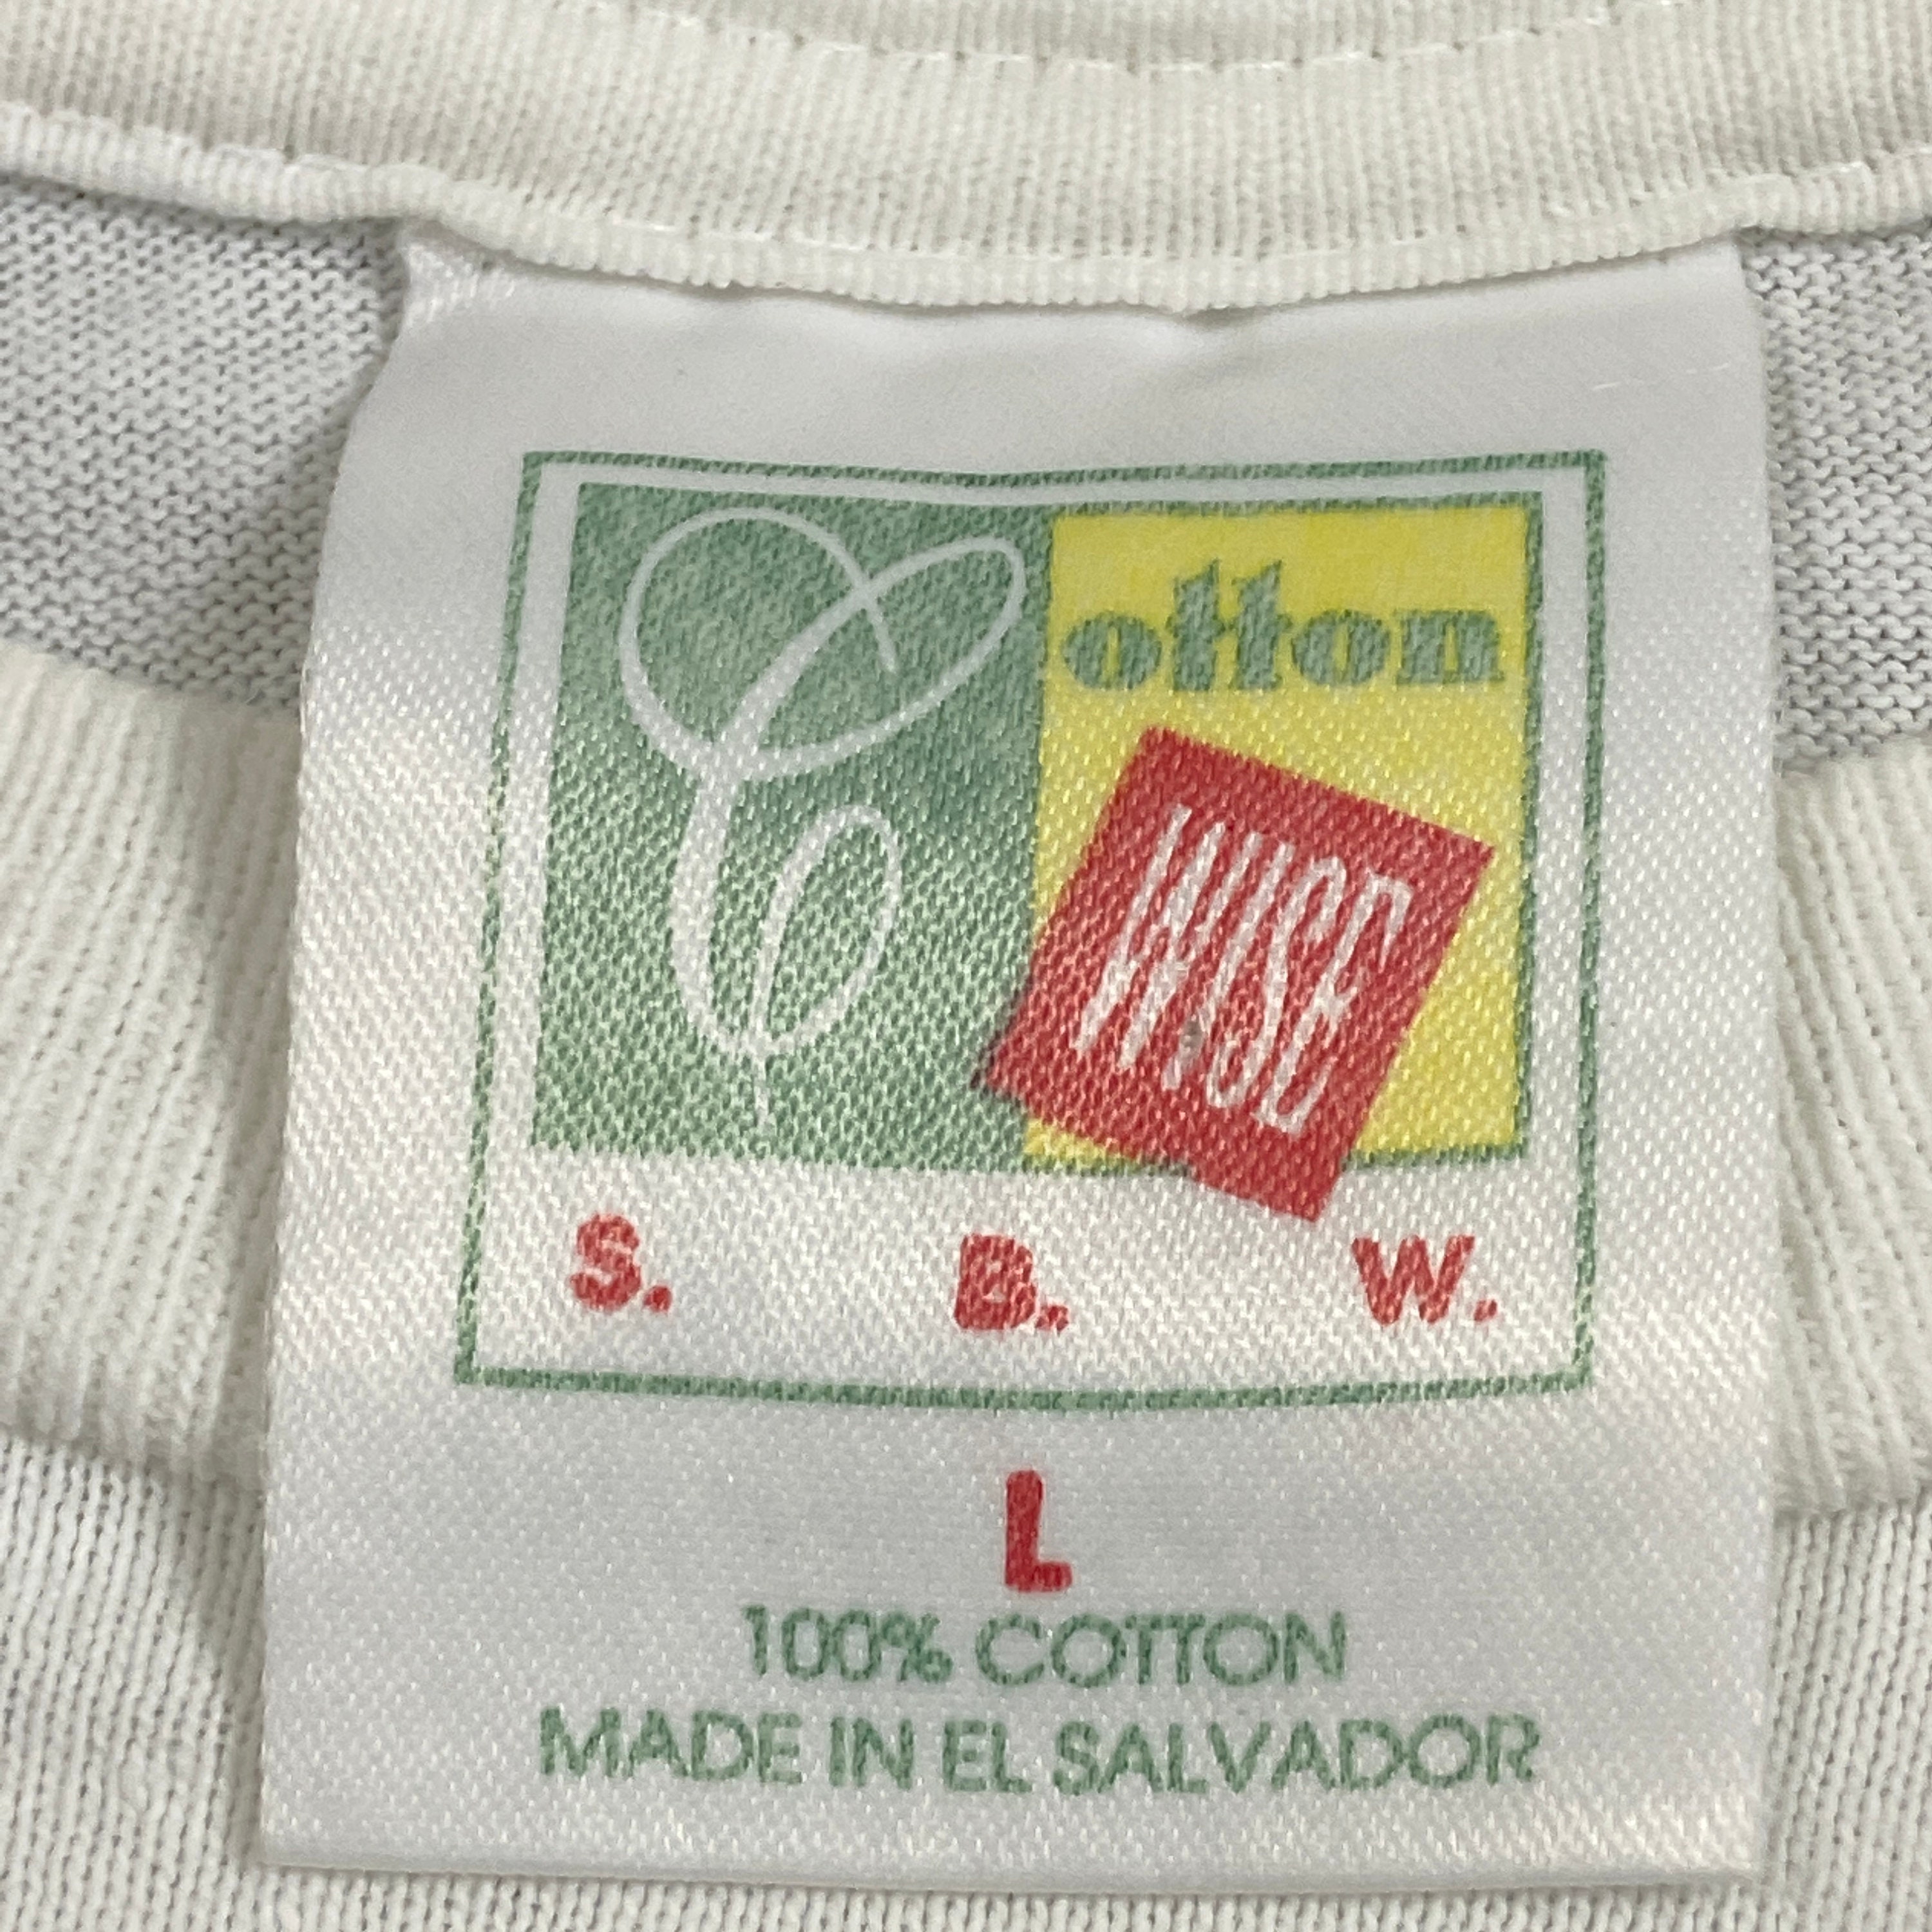 Cotton
WISE
S. B. W.
L
100% COTTON
MADE IN EL SALVADOR